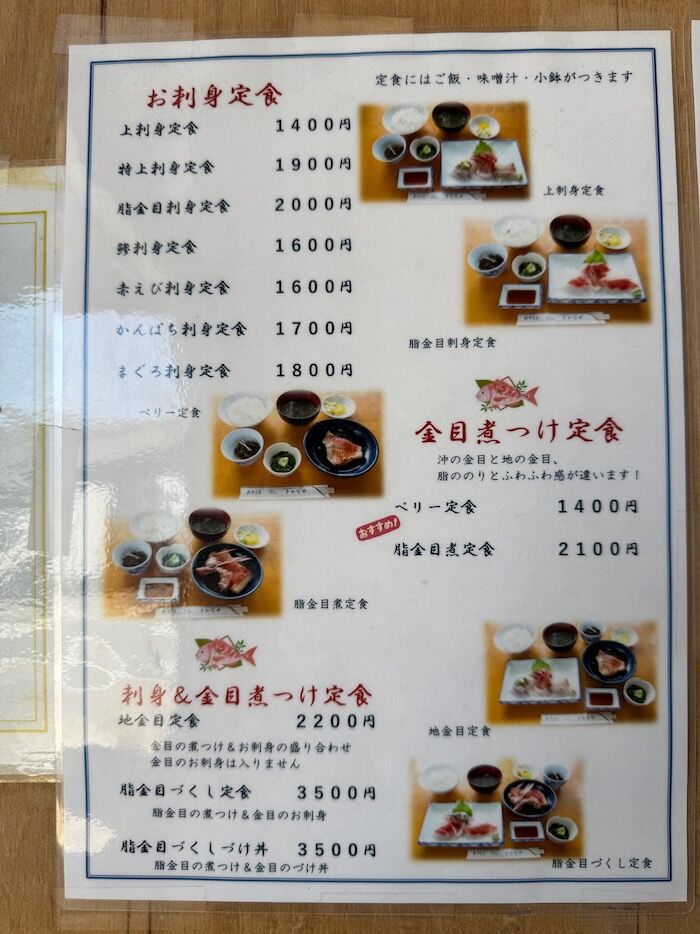 定食にはご飯・味噌汁・小鉢がつきます
お刺身定食
上刺身定食 1400円
特上刺身定食 1900円
脂金目刺身定食 2000円
鯵刺身定食 1600円
赤えび刺身定食 1600円
かんぱち刺身定食 1700円
まぐろ刺身定食 1800円
上刺身定食
脂金目刺身定食
ベリー定食
金目煮つけ定食
沖の金目と地の金目、
脂ののりとふわふわ感が違います!
ベリー定食 1400円
おすすめ!
脂金目煮定食 2100円
脂金目煮定食
刺身&金目煮つけ定食
地金目定食 2200円
金目の煮つけ&お刺身の盛り合わせ
金目のお刺身は入りません
脂金目づくし定食 3500円
脂金目の煮つけ&金目のお刺身
脂金目づくしづけ丼 3500円
脂金目の煮つけ&金目のづけ丼
地金目定食
脂金目づくし定食